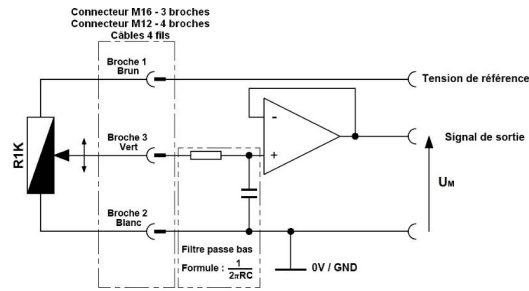 Connecteur M16 - 3 broches
Connecteur M12 - 4 broches
Câbles 4 fils
Broche 1
Brun
Tension de référence
-
Broche 3
Vert
+
Signal de sortie
R1K
UM
Broche 2
Blanc
Filtre passe bas
Formule : 1
2πRC
0V / GND